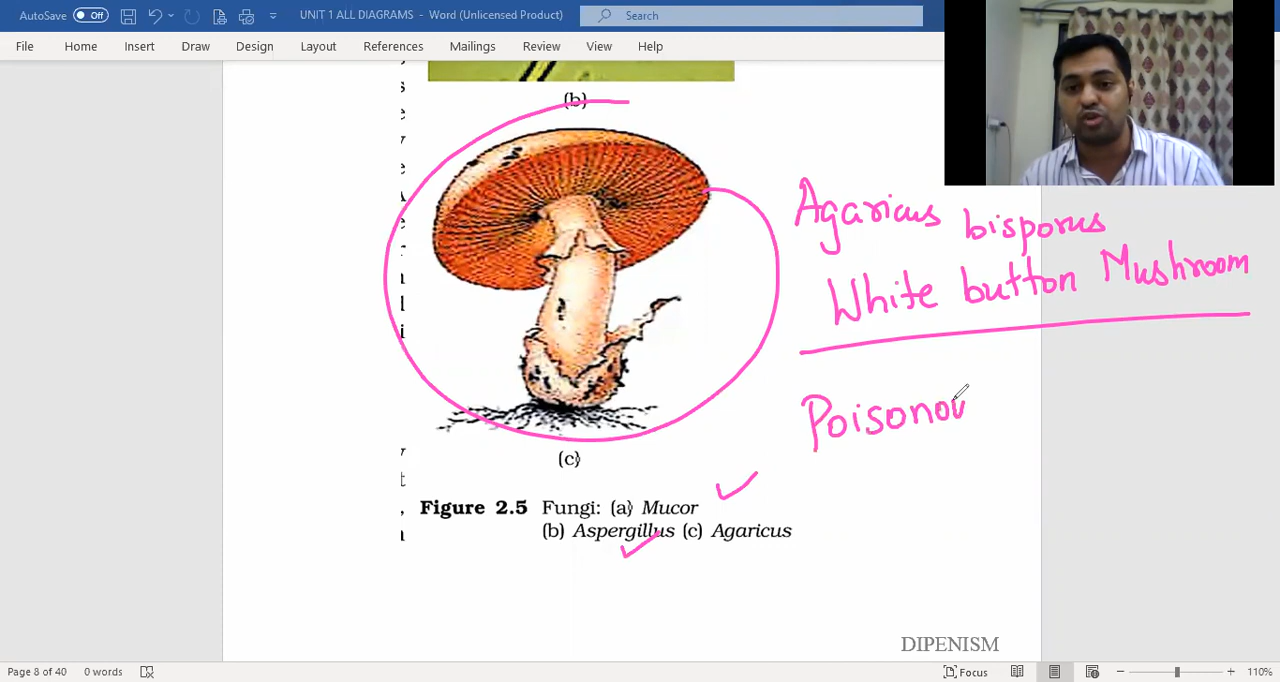 AutoSave Off UNIT 1 ALL DIAGRAMS - Word (Unlicensed Product) Search
File Home Insert Draw Design Layout References Mailings Review View Help
s
(b)
e
y
e
Agaricus bisporus
White button Mushroom
d
i
Poisonou
(c)
y
t
Figure 2.5 Fungi: (a) Mucor
,
(b) Aspergillus (c) Agaricus
n
DIPENISM
Page 8 of 40 0 words Focus 110%